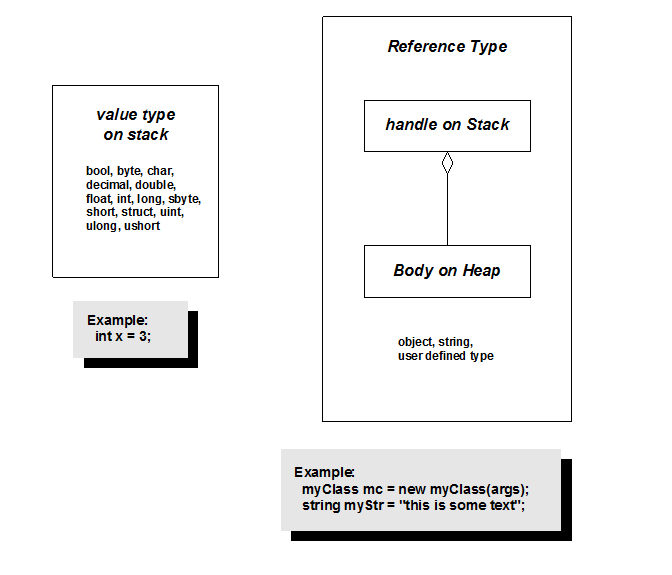 value type
on stack
bool, byte, char,
decimal, double,
float, int, long, sbyte,
short, struct, uint,
ulong, ushort
Example:
int x = 3;
Reference Type
handle on Stack
Body on Heap
object, string,
user defined type
Example:
myClass mc = new myClass(args);
string myStr = "this is some text";